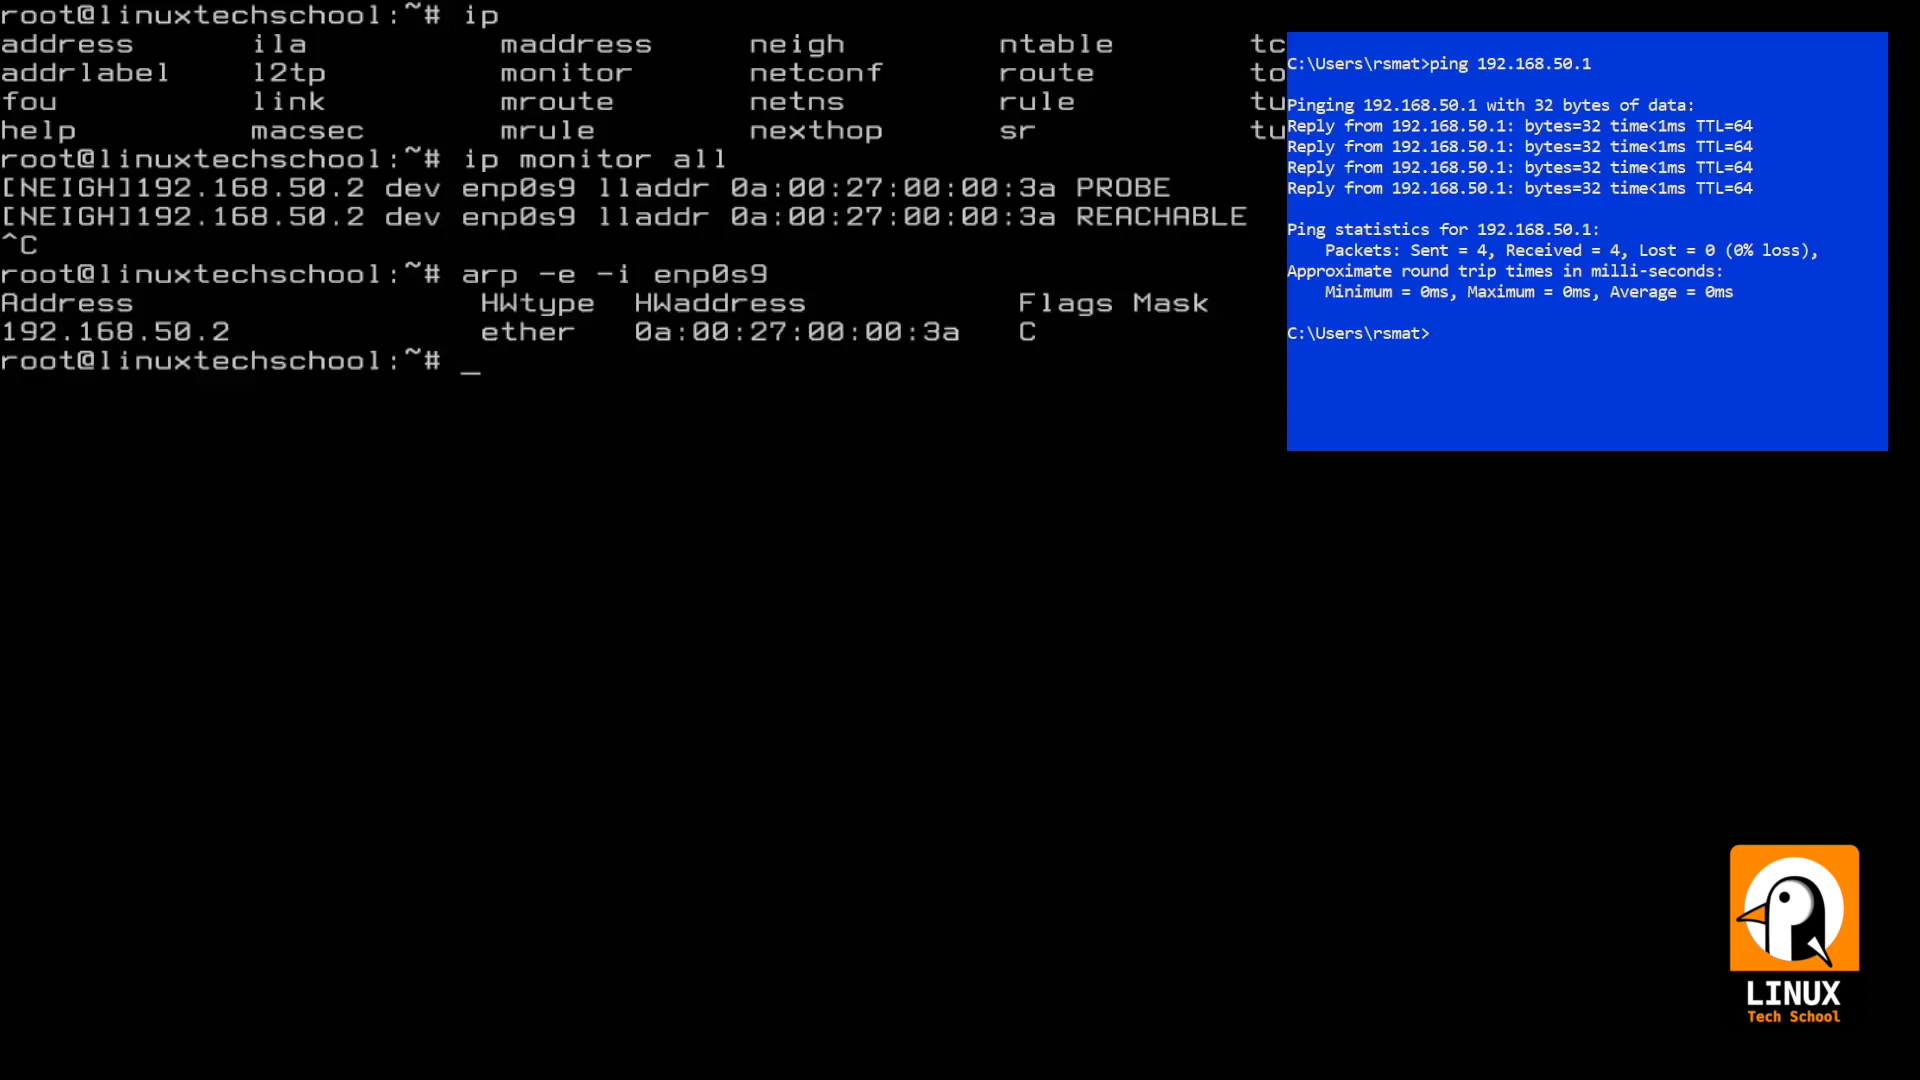 root@linuxtechschool:~# ip
address ila maddress neigh ntable tc
addrlabel l2tp monitor netconf route to
fou link mroute netns rule tu
help macsec mrule nexthop sr tu
root@linuxtechschool:~# ip monitor all
[NEIGH]192.168.50.2 dev enp0s9 lladdr 0a:00:27:00:00:3a PROBE
[NEIGH]192.168.50.2 dev enp0s9 lladdr 0a:00:27:00:00:3a REACHABLE
^C
root@linuxtechschool:~# arp -e -i enp0s9
Address HWtype HWaddress Flags Mask
192.168.50.2 ether 0a:00:27:00:00:3a C
root@linuxtechschool:~# _
C:\Users\rsmat>ping 192.168.50.1
Pinging 192.168.50.1 with 32 bytes of data:
Reply from 192.168.50.1: bytes=32 time<1ms TTL=64
Reply from 192.168.50.1: bytes=32 time<1ms TTL=64
Reply from 192.168.50.1: bytes=32 time<1ms TTL=64
Reply from 192.168.50.1: bytes=32 time<1ms TTL=64
Ping statistics for 192.168.50.1:
Packets: Sent = 4, Received = 4, Lost = 0 (0% loss),
Approximate round trip times in milli-seconds:
Minimum = 0ms, Maximum = 0ms, Average = 0ms
C:\Users\rsmat>
LINUX
Tech School